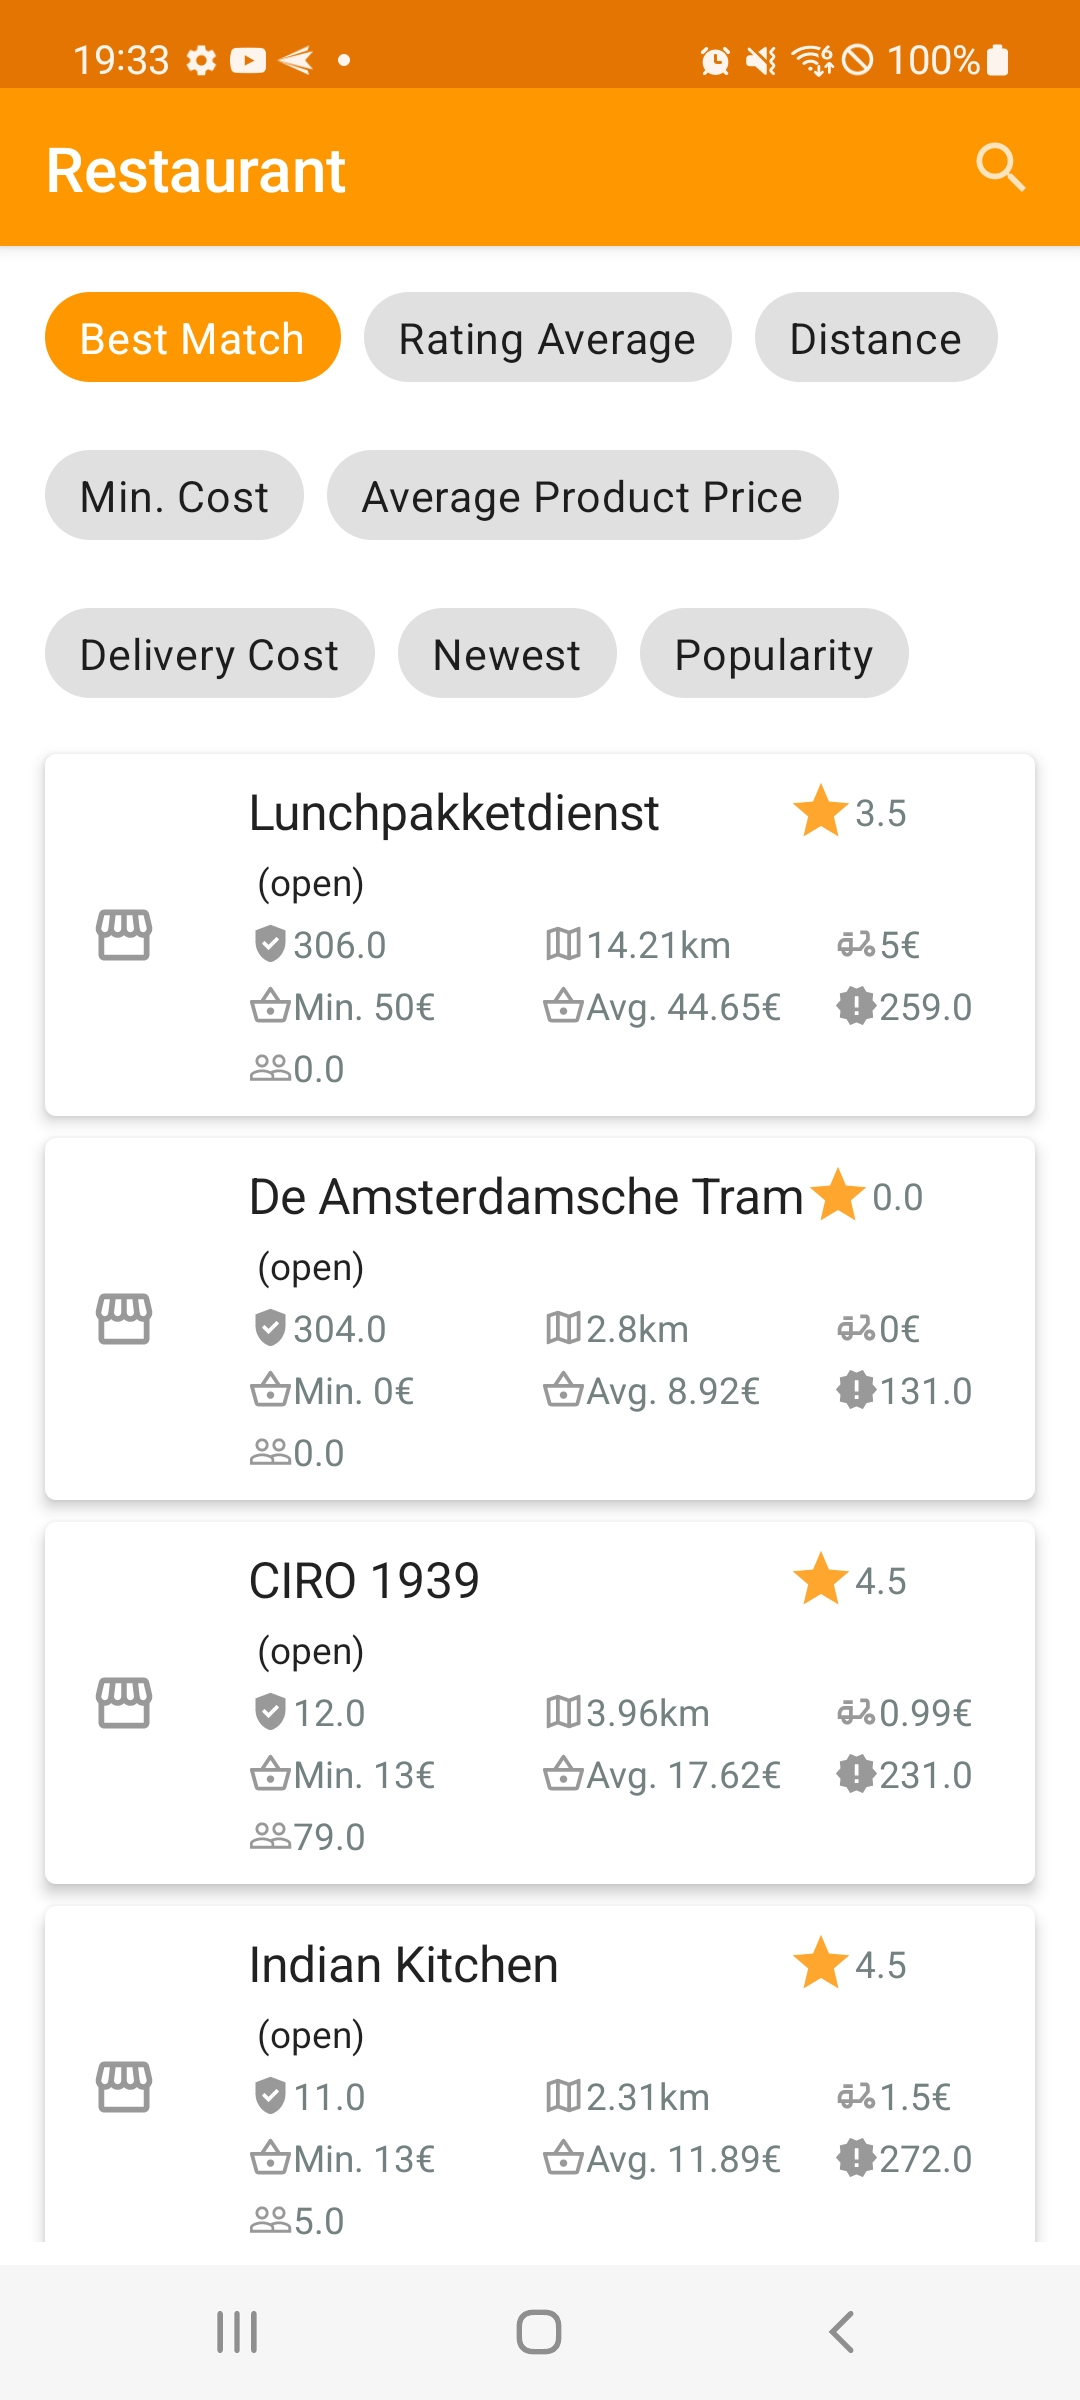 19:33 100%
Restaurant
Best Match Rating Average Distance
Min. Cost Average Product Price
Delivery Cost Newest Popularity
Lunchpakketdienst 3.5
(open)
306.0 14.21km 5€
Min. 50€ Avg. 44.65€ 259.0
0.0
De Amsterdamsche Tram 0.0
(open)
304.0 2.8km 0€
Min. 0€ Avg. 8.92€ 131.0
0.0
CIRO 1939 4.5
(open)
12.0 3.96km 0.99€
Min. 13€ Avg. 17.62€ 231.0
79.0
Indian Kitchen 4.5
(open)
11.0 2.31km 1.5€
Min. 13€ Avg. 11.89€ 272.0
5.0